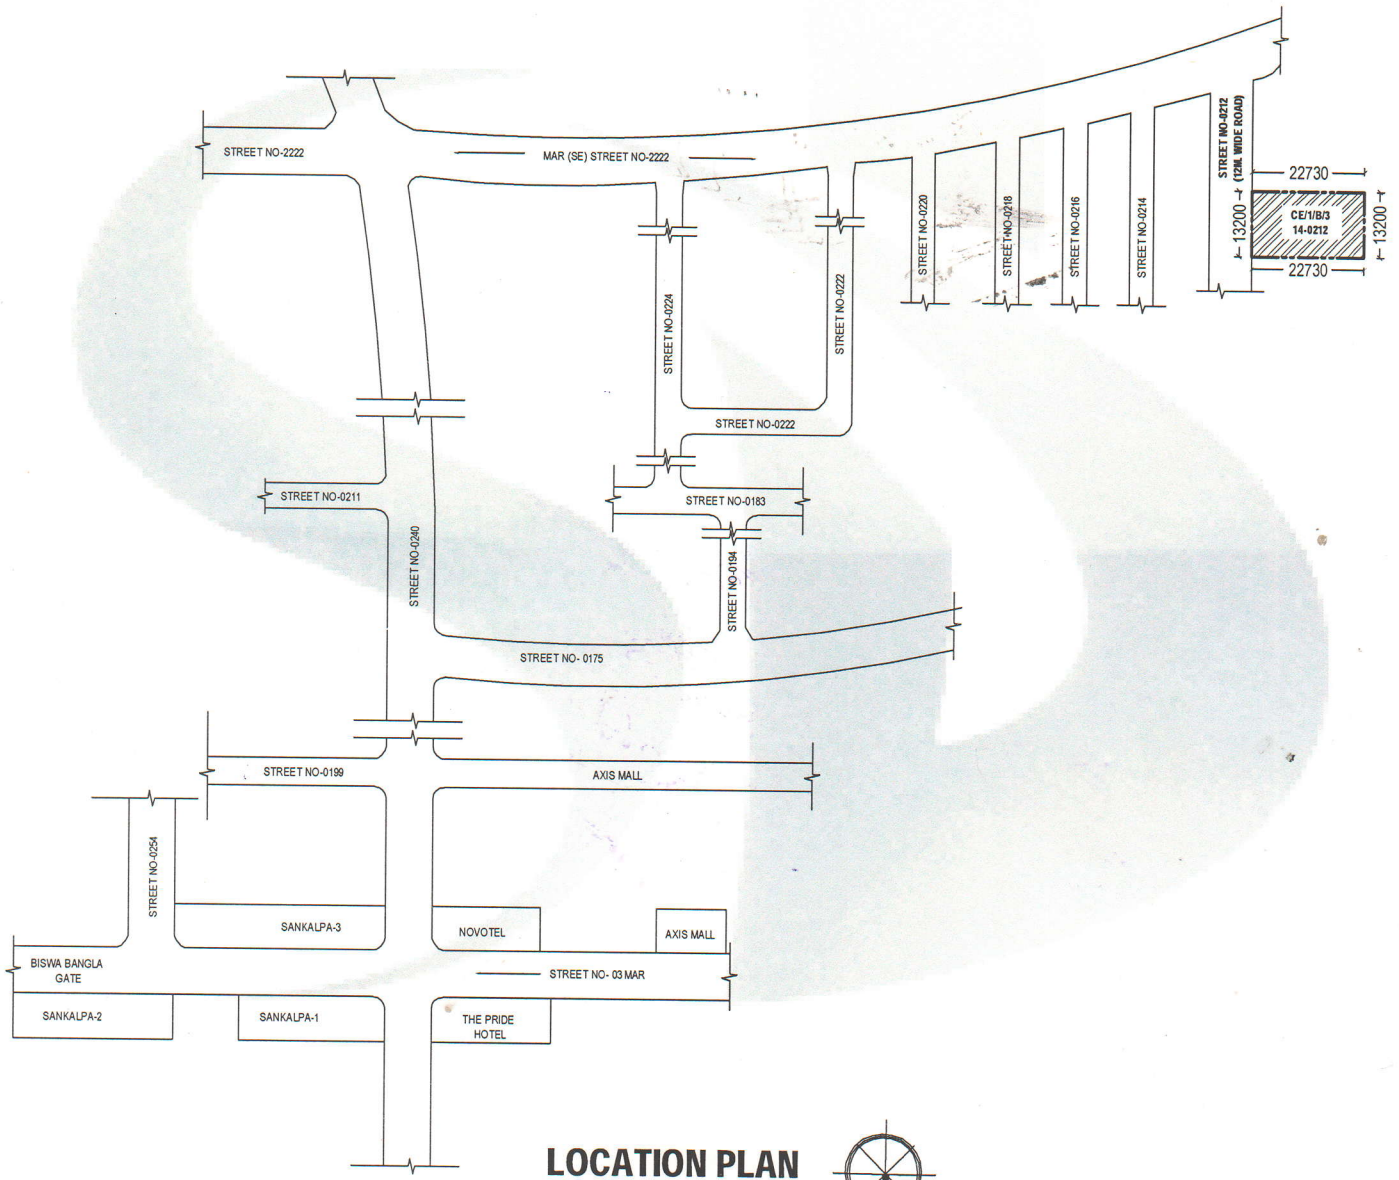 STREET NO-2222
MAR (SE) STREET NO-2222
STREET NO-0212
(12M. WIDE ROAD)
22730
13200
CE/1/B/3
14-0212
13200
22730
STREET NO-0220
STREET NO-0218
STREET NO-0216
STREET NO-0214
STREET NO-0224
STREET NO-0222
STREET NO-0222
STREET NO-0211
STREET NO-0183
STREET NO-0240
STREET NO-0194
STREET NO- 0175
STREET NO-0199
AXIS MALL
STREET NO-0254
SANKALPA-3
NOVOTEL
AXIS MALL
BISWA BANGLA
GATE
STREET NO- 03 MAR
SANKALPA-2
SANKALPA-1
THE PRIDE
HOTEL
LOCATION PLAN